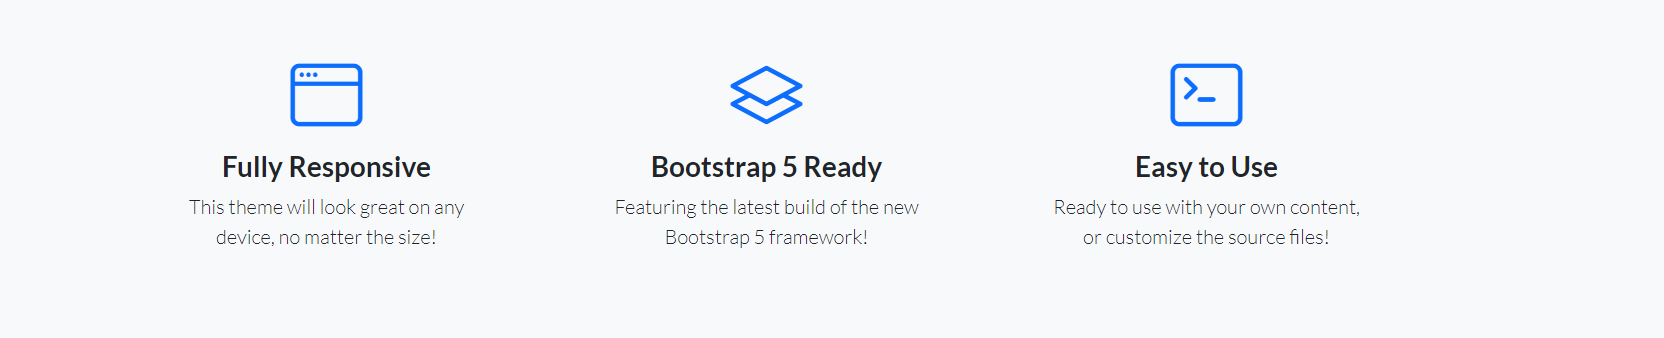 Fully Responsive
This theme will look great on any
device, no matter the size!
Bootstrap 5 Ready
Featuring the latest build of the new
Bootstrap 5 framework!
Easy to Use
Ready to use with your own content,
or customize the source files!